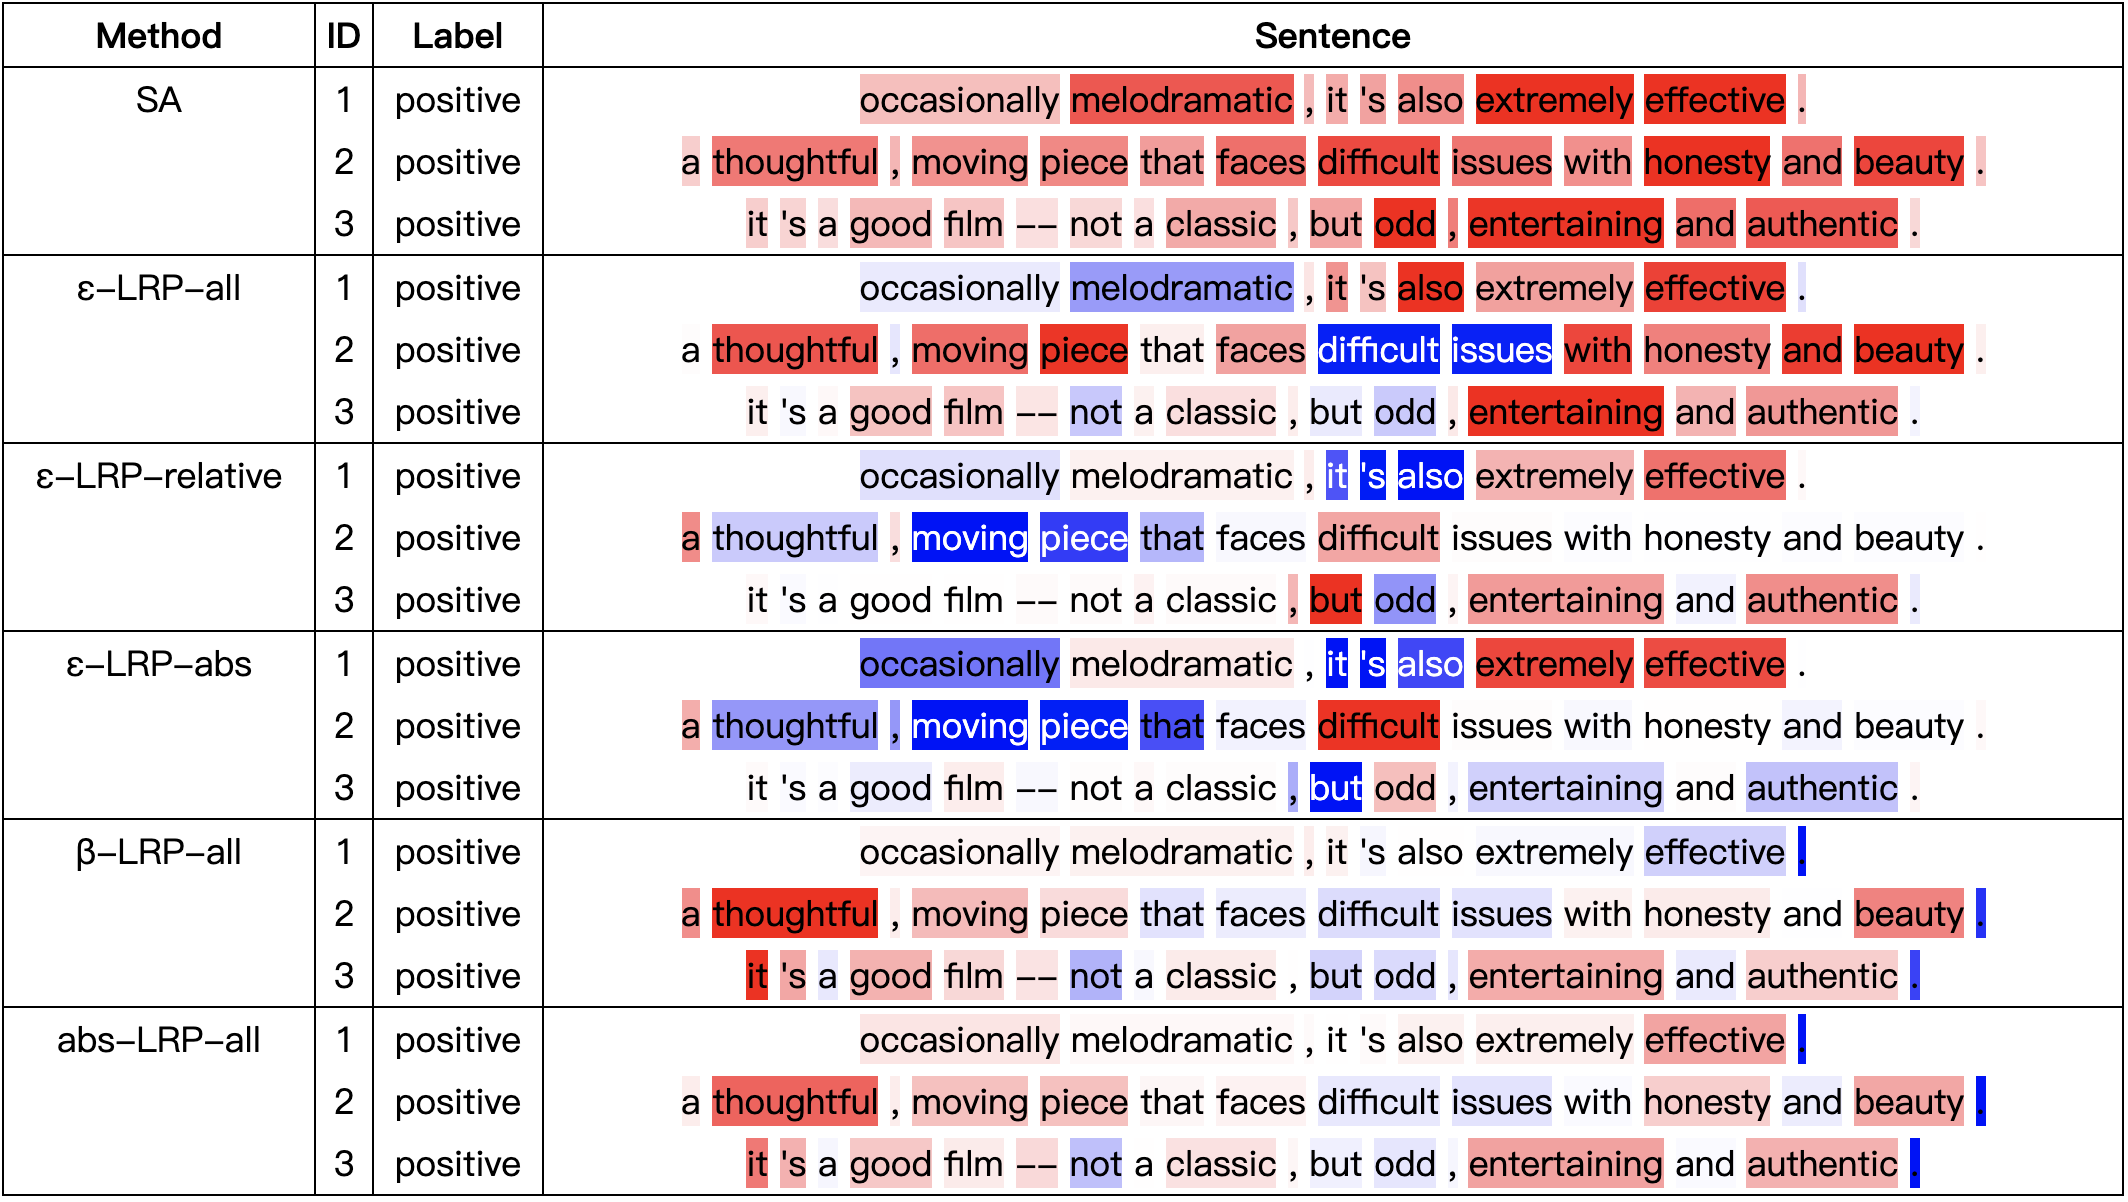 Method ID Label Sentence
SA 1 positive occasionally melodramatic , it 's also extremely effective .
2 positive a thoughtful , moving piece that faces difficult issues with honesty and beauty .
3 positive it 's a good film -- not a classic , but odd , entertaining and authentic .
ε-LRP-all 1 positive occasionally melodramatic , it 's also extremely effective .
2 positive a thoughtful , moving piece that faces difficult issues with honesty and beauty .
3 positive it 's a good film -- not a classic , but odd , entertaining and authentic .
ε-LRP-relative 1 positive occasionally melodramatic , it 's also extremely effective .
2 positive a thoughtful , moving piece that faces difficult issues with honesty and beauty .
3 positive it 's a good film -- not a classic , but odd , entertaining and authentic .
ε-LRP-abs 1 positive occasionally melodramatic , it 's also extremely effective .
2 positive a thoughtful , moving piece that faces difficult issues with honesty and beauty .
3 positive it 's a good film -- not a classic , but odd , entertaining and authentic .
β-LRP-all 1 positive occasionally melodramatic , it 's also extremely effective .
2 positive a thoughtful , moving piece that faces difficult issues with honesty and beauty .
3 positive it 's a good film -- not a classic , but odd , entertaining and authentic .
abs-LRP-all 1 positive occasionally melodramatic , it 's also extremely effective .
2 positive a thoughtful , moving piece that faces difficult issues with honesty and beauty .
3 positive it 's a good film -- not a classic , but odd , entertaining and authentic .